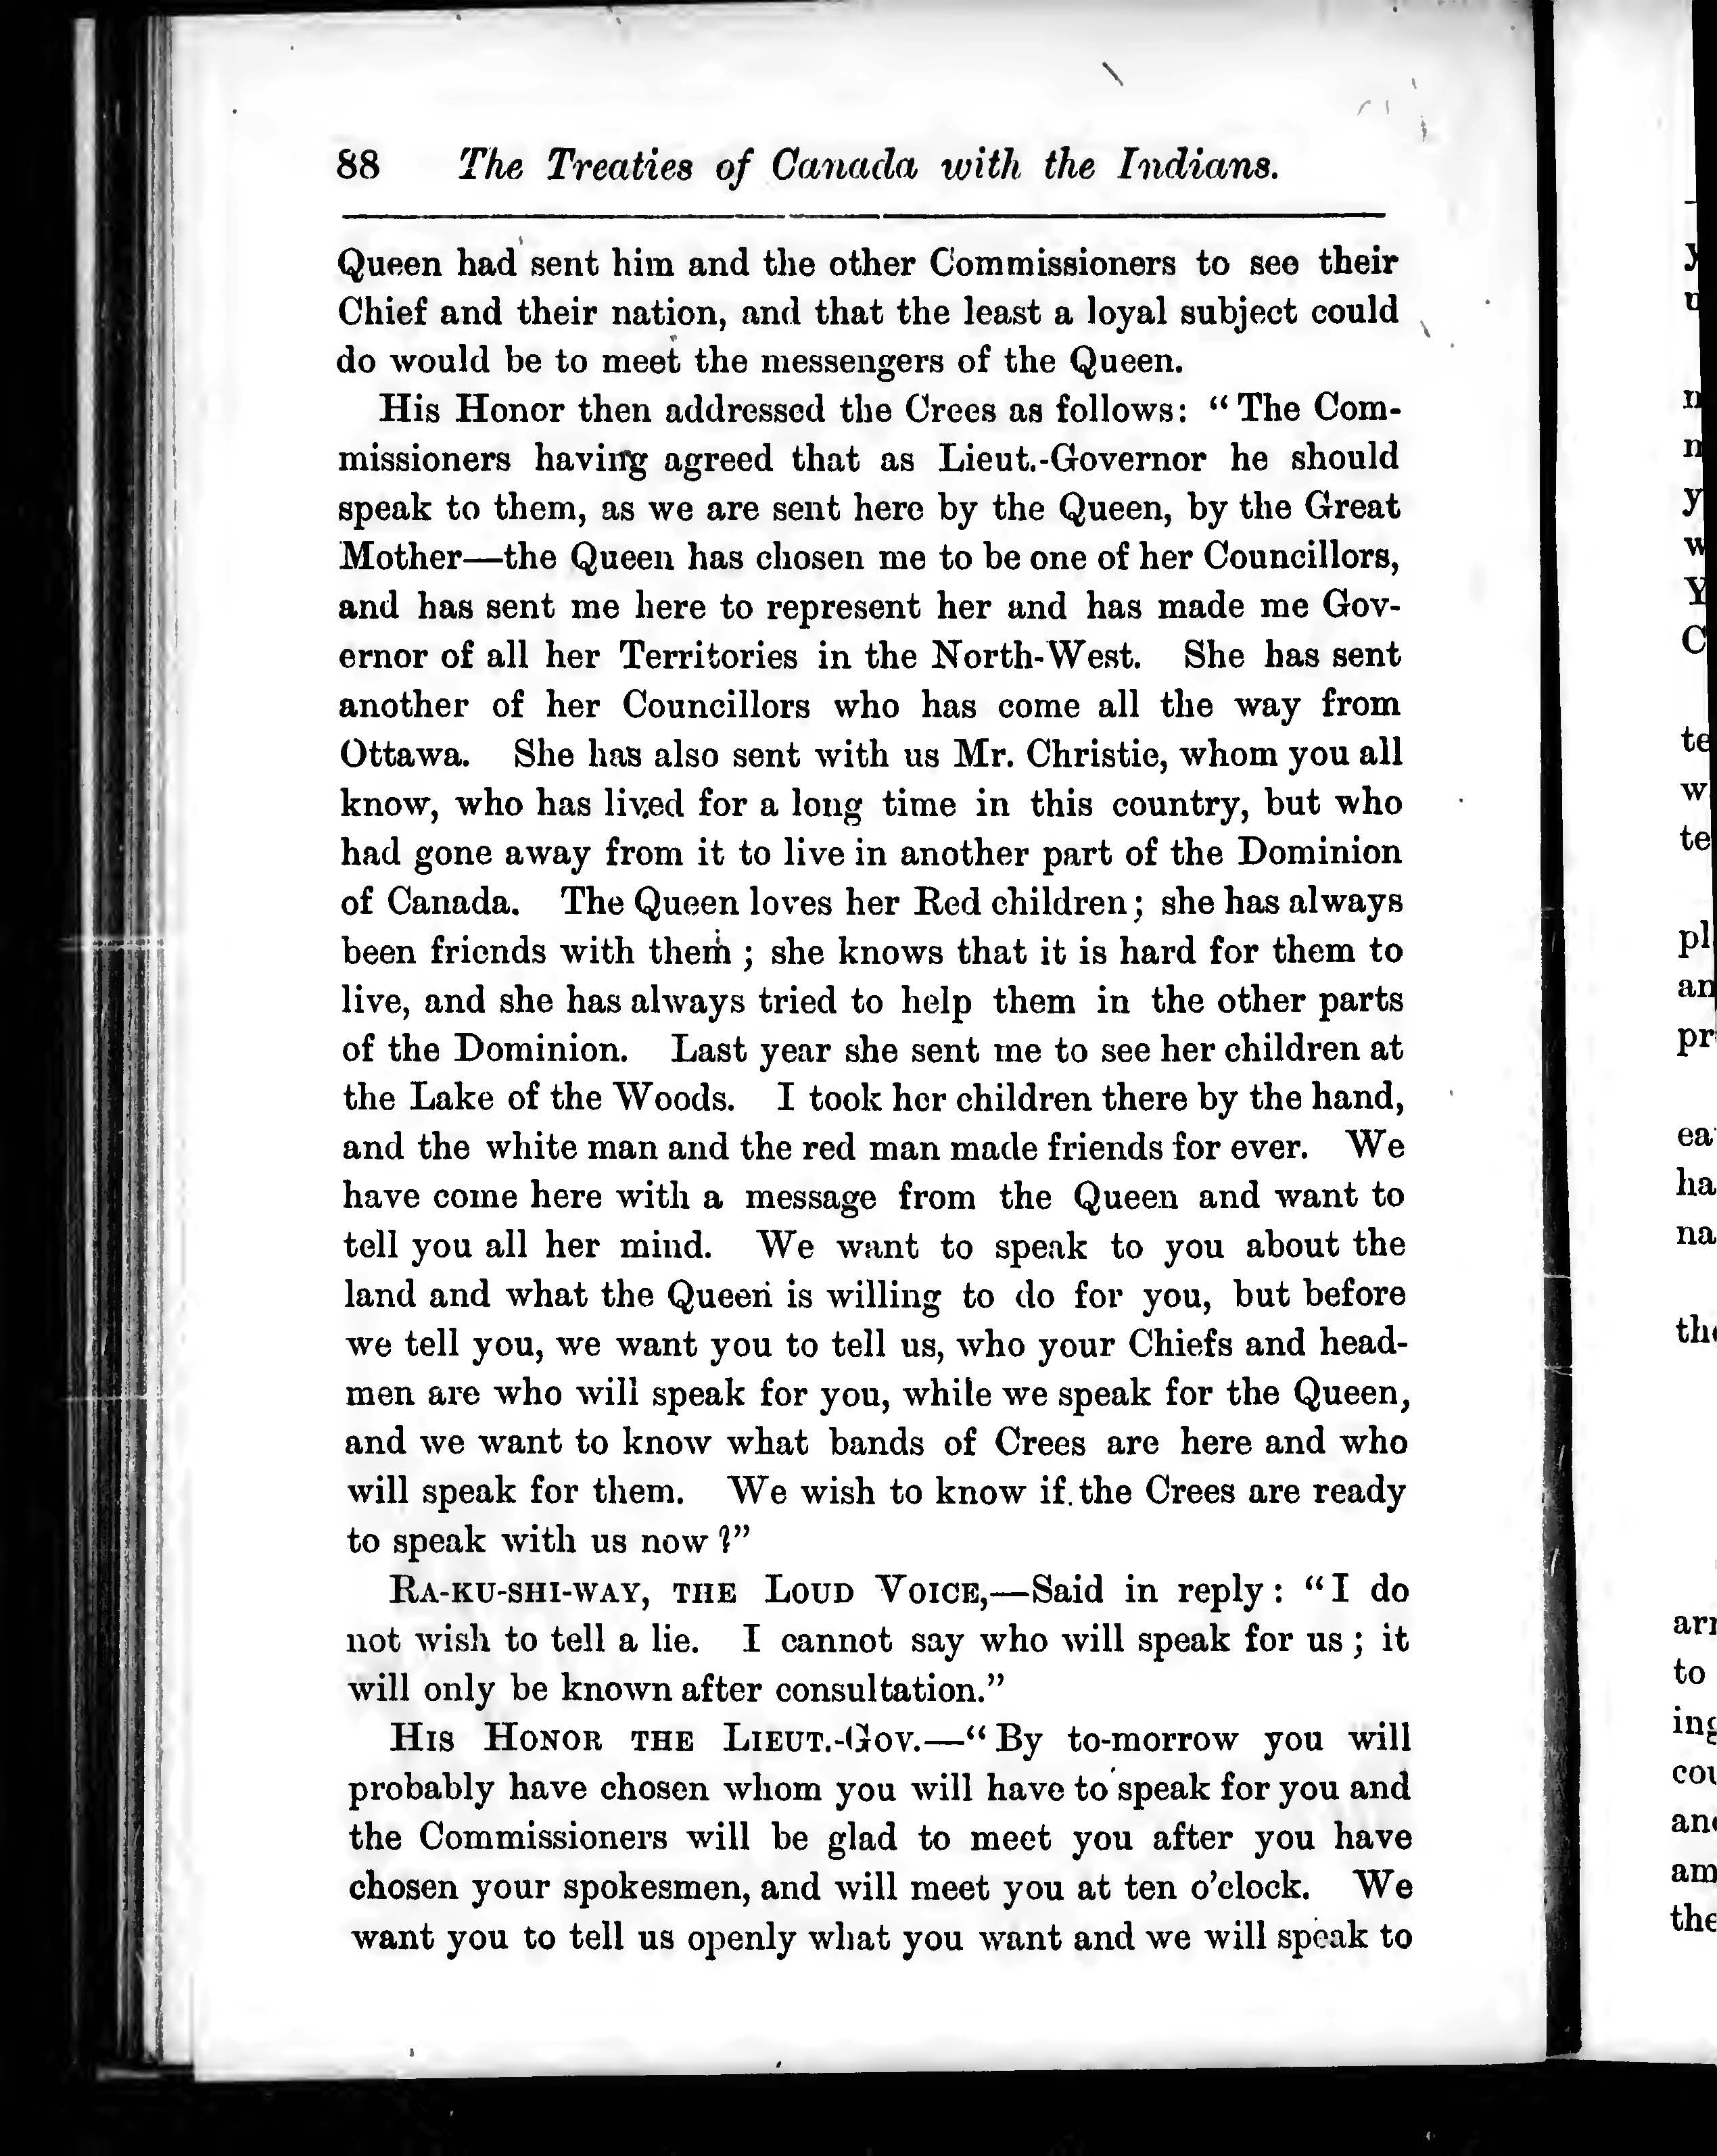 88 The Treaties of Canada with the Indians.
Queen had sent him and the other Commissioners to see their
Chief and their nation, and that the least a loyal subject could
do would be to meet the messengers of the Queen.
His Honor then addressed the Crees as follows: “The Com-
missioners having agreed that as Lieut.-Governor he should
speak to them, as we are sent here by the Queen, by the Great
Mother—the Queen has chosen me to be one of her Councillors,
and has sent me here to represent her and has made me Gov-
ernor of all her Territories in the North-West. She has sent
another of her Councillors who has come all the way from
Ottawa. She has also sent with us Mr. Christie, whom you all
know, who has lived for a long time in this country, but who
had gone away from it to live in another part of the Dominion
of Canada. The Queen loves her Red children; she has always
been friends with them; she knows that it is hard for them to
live, and she has always tried to help them in the other parts
of the Dominion. Last year she sent me to see her children at
the Lake of the Woods. I took her children there by the hand,
and the white man and the red man made friends for ever. We
have come here with a message from the Queen and want to
tell you all her mind. We want to speak to you about the
land and what the Queen is willing to do for you, but before
we tell you, we want you to tell us, who your Chiefs and head-
men are who will speak for you, while we speak for the Queen,
and we want to know what bands of Crees are here and who
will speak for them. We wish to know if the Crees are ready
to speak with us now?”
RA-KU-SHI-WAY, THE LOUD VOICE,—Said in reply: “I do
not wish to tell a lie. I cannot say who will speak for us; it
will only be known after consultation.”
HIS HONOR THE LIEUT.-GOV.—“By to-morrow you will
probably have chosen whom you will have to speak for you and
the Commissioners will be glad to meet you after you have
chosen your spokesmen, and will meet you at ten o’clock. We
want you to tell us openly what you want and we will speak to